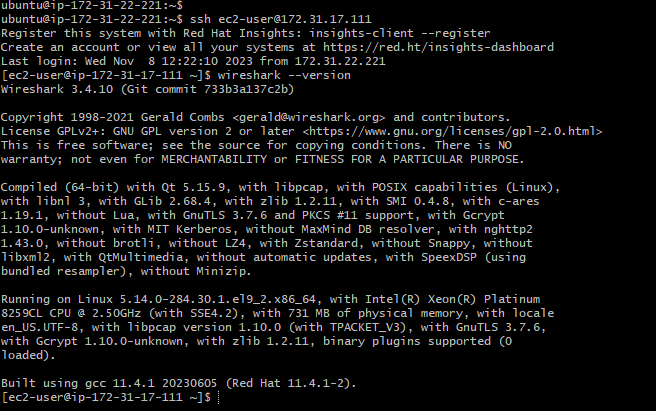 ubuntu@ip-172-31-22-221:~$
ubuntu@ip-172-31-22-221:~$ ssh ec2-user@172.31.17.111
Register this system with Red Hat Insights: insights-client --register
Create an account or view all your systems at https://red.ht/insights-dashboard
Last login: Wed Nov  8 12:22:10 2023 from 172.31.22.221
[ec2-user@ip-172-31-17-111 ~]$ wireshark --version
Wireshark 3.4.10 (Git commit 733b3a137c2b)

Copyright 1998-2021 Gerald Combs <gerald@wireshark.org> and contributors.
License GPLv2+: GNU GPL version 2 or later <https://www.gnu.org/licenses/gpl-2.0.html>
This is free software; see the source for copying conditions. There is NO
warranty; not even for MERCHANTABILITY or FITNESS FOR A PARTICULAR PURPOSE.

Compiled (64-bit) with Qt 5.15.9, with libpcap, with POSIX capabilities (Linux),
with libnl 3, with GLib 2.68.4, with zlib 1.2.11, with SMI 0.4.8, with c-ares
1.19.1, without Lua, with GnuTLS 3.7.6 and PKCS #11 support, with Gcrypt
1.10.0-unknown, with MIT Kerberos, without MaxMind DB resolver, with nghttp2
1.43.0, without brotli, without LZ4, with Zstandard, without Snappy, without
libxml2, with QtMultimedia, without automatic updates, with SpeexDSP (using
bundled resampler), without Minizip.

Running on Linux 5.14.0-284.30.1.el9_2.x86_64, with Intel(R) Xeon(R) Platinum
8259CL CPU @ 2.50GHz (with SSE4.2), with 731 MB of physical memory, with locale
en_US.UTF-8, with libpcap version 1.10.0 (with TPACKET_V3), with GnuTLS 3.7.6,
with Gcrypt 1.10.0-unknown, with zlib 1.2.11, binary plugins supported (0
loaded).

Built using gcc 11.4.1 20230605 (Red Hat 11.4.1-2).
[ec2-user@ip-172-31-17-111 ~]$